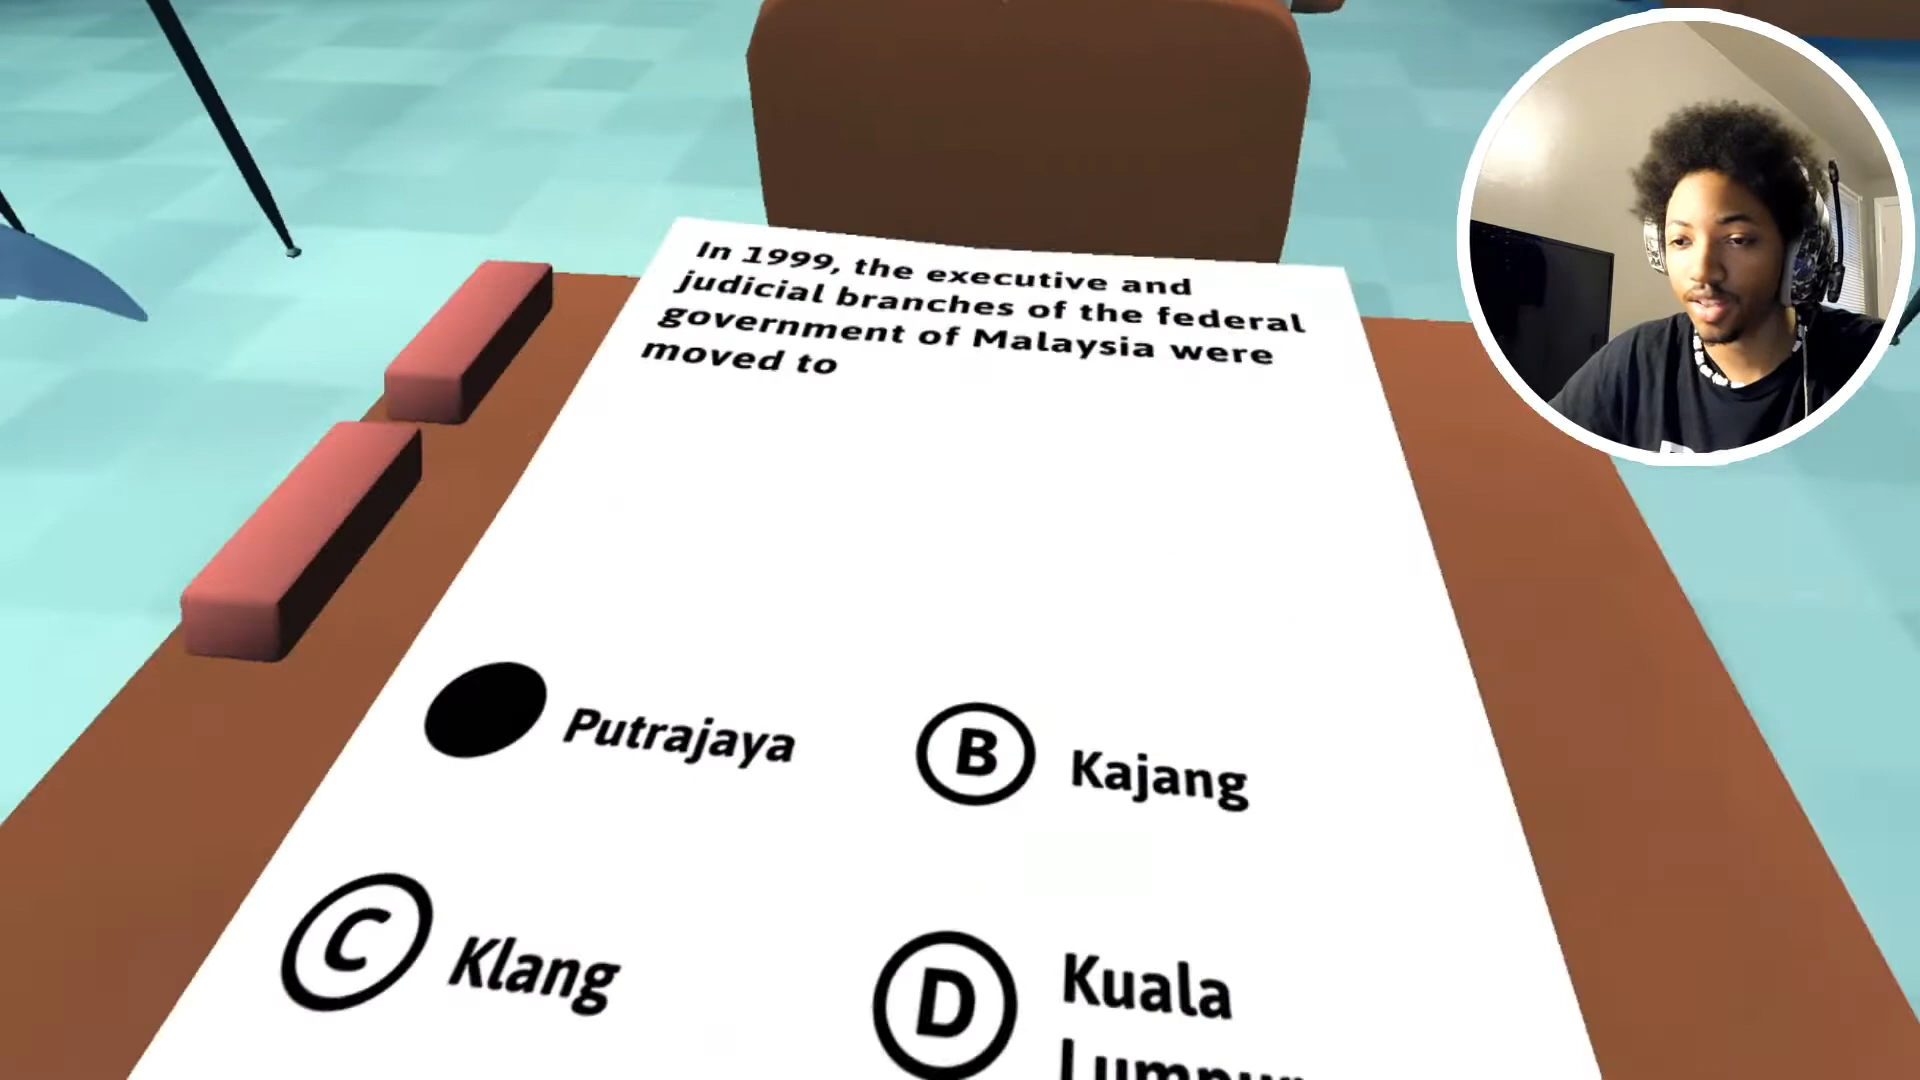 In 1999, the executive and
judicial branches of the federal
government of Malaysia were
moved to
Putrajaya
B Kajang
C Klang
D Kuala
Lumpur